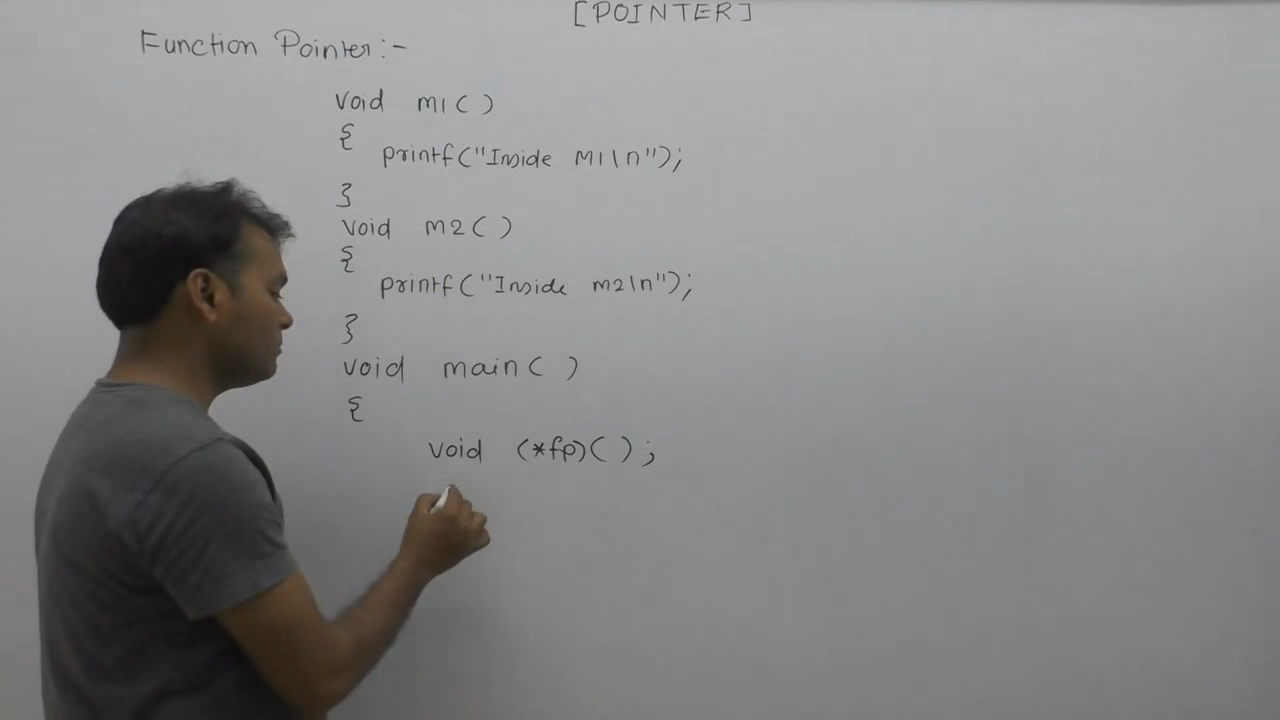 [POINTER]
Function Pointer:-
void m1()
{
printf("Inside m1\n");
}
void m2()
{
printf("Inside m2\n");
}
void main()
{
void (*fp)();